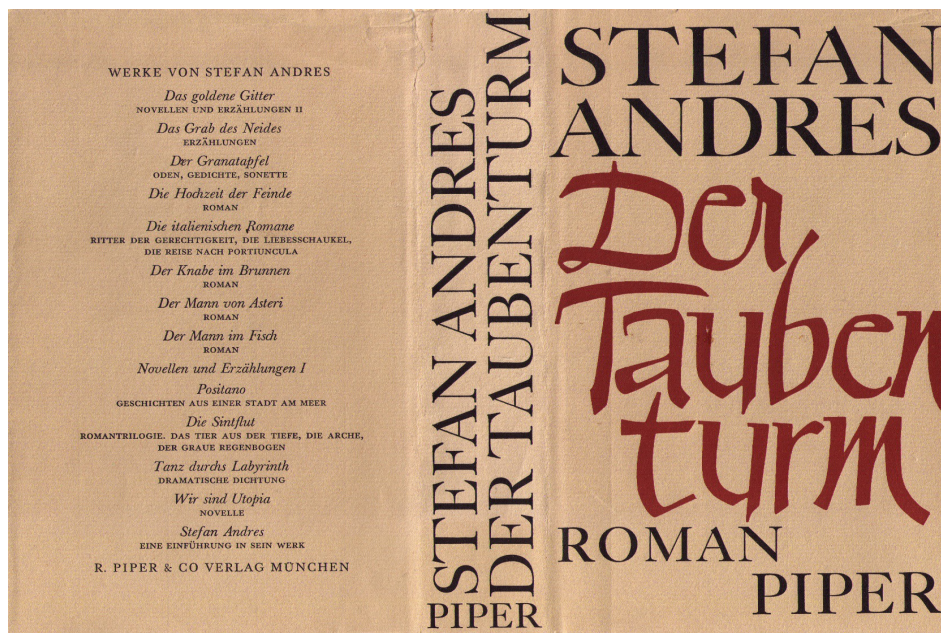 WERKE VON STEFAN ANDRES
Das goldene Gitter
NOVELLEN UND ERZÄHLUNGEN II
Das Grab des Neides
ERZÄHLUNGEN
Der Granatapfel
ODEN, GEDICHTE, SONETTE
Die Hochzeit der Feinde
ROMAN
Die italienischen Romane
RITTER DER GERECHTIGKEIT, DIE LIEBESSCHAUKEL,
DIE REISE NACH PORTIUNCULA
Der Knabe im Brunnen
ROMAN
Der Mann von Asteri
ROMAN
Der Mann im Fisch
ROMAN
Novellen und Erzählungen I
Positano
GESCHICHTEN AUS EINER STADT AM MEER
Die Sintflut
ROMANTRILOGIE. DAS TIER AUS DER TIEFE, DIE ARCHE,
DER GRAUE REGENBOGEN
Tanz durchs Labyrinth
DRAMATISCHE DICHTUNG
Wir sind Utopia
NOVELLE
Stefan Andres
EINE EINFÜHRUNG IN SEIN WERK
R. PIPER & CO VERLAG MÜNCHEN
STEFAN ANDRES
DER TAUBENTURM
PIPER
STEFAN
ANDRES
Der
Tauben
turm
ROMAN
PIPER